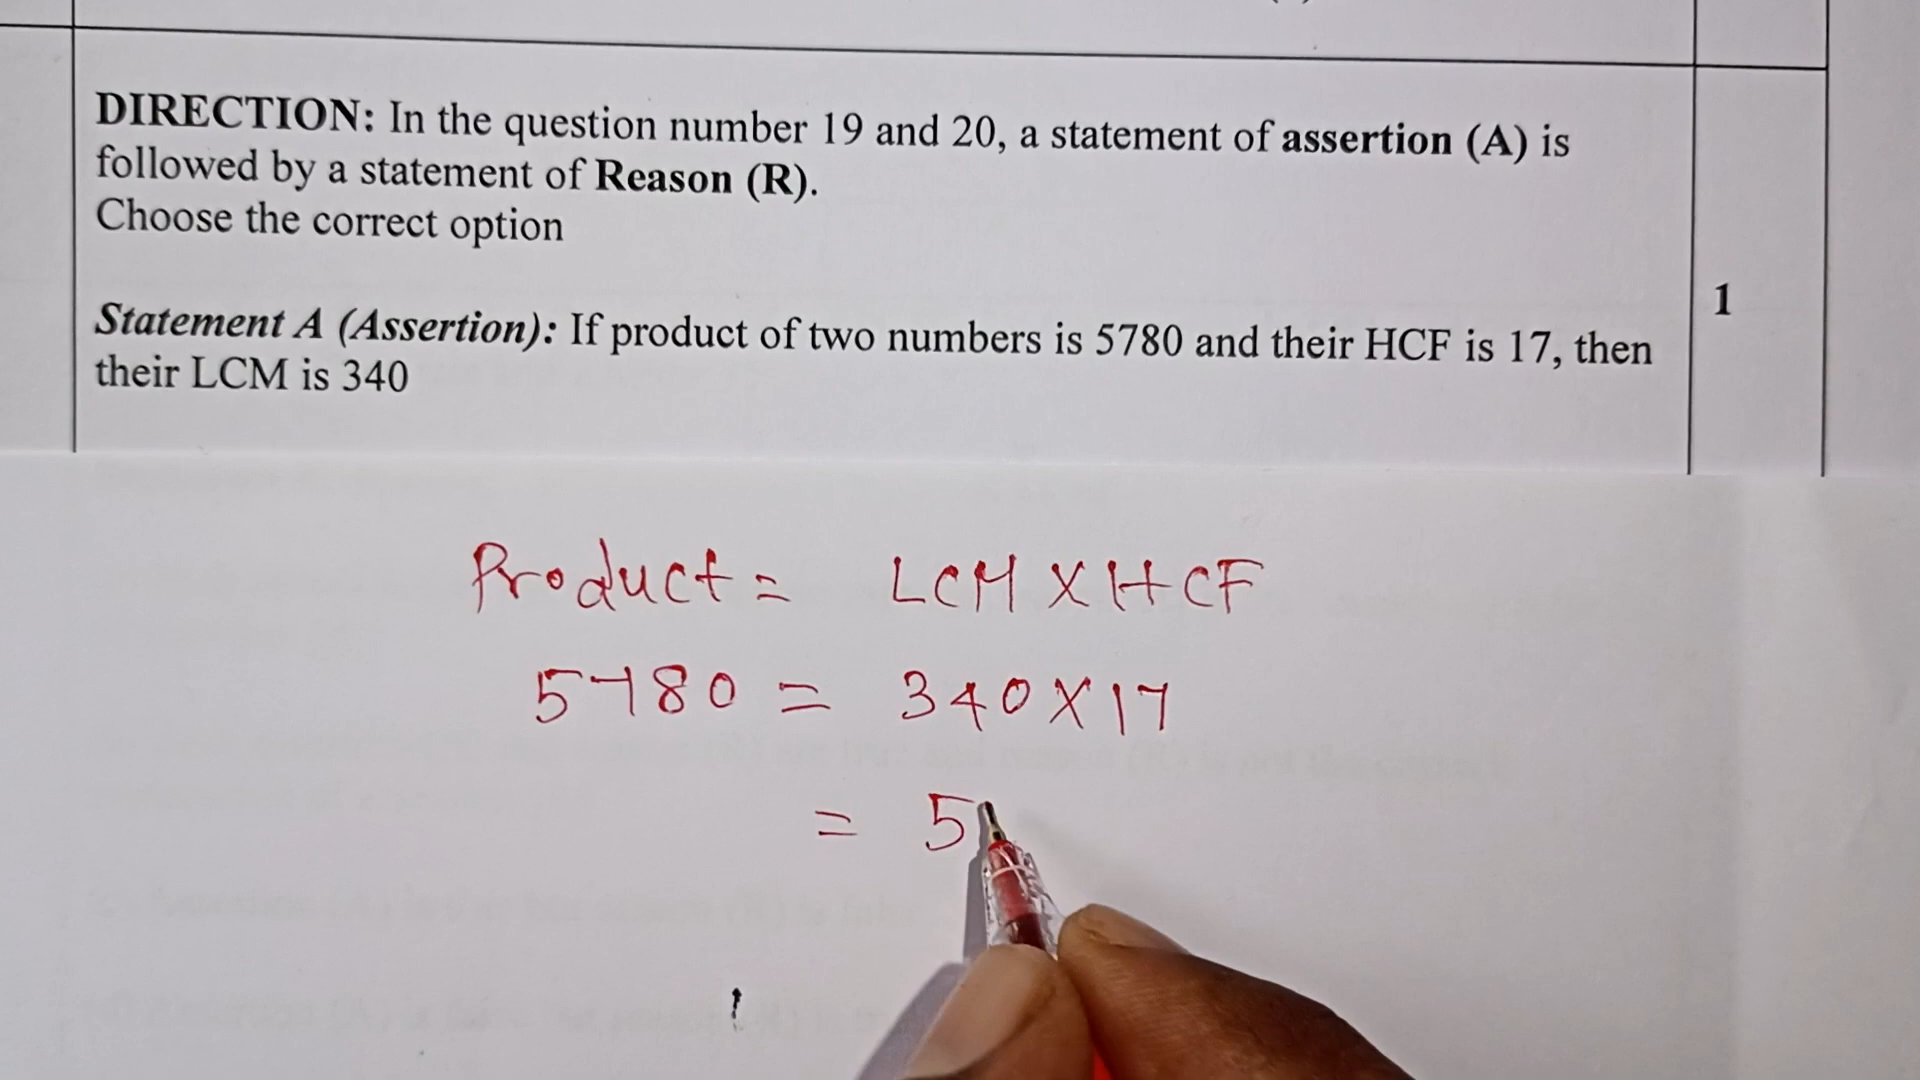 DIRECTION: In the question number 19 and 20, a statement of assertion (A) is
followed by a statement of Reason (R).
Choose the correct option
1
Statement A (Assertion): If product of two numbers is 5780 and their HCF is 17, then
their LCM is 340
Product = LCM X HCF
5780 = 340 X 17
= 5